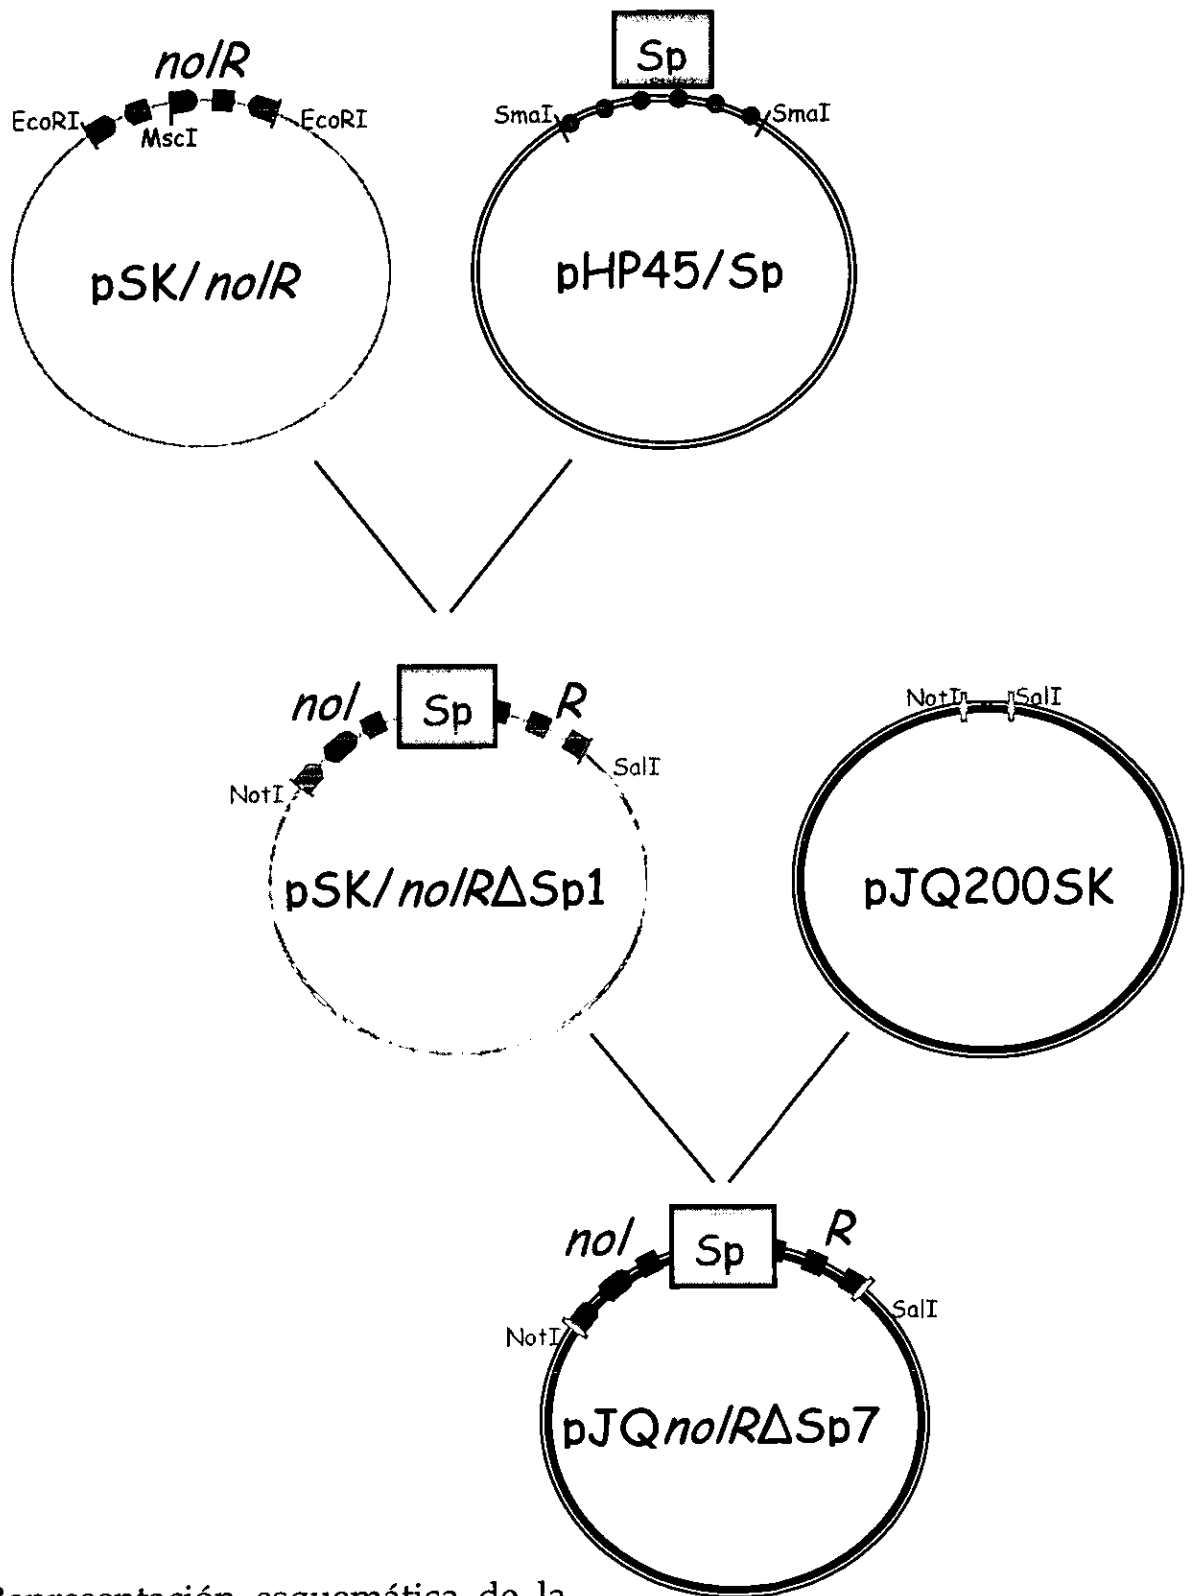 nolR
Sp
EcoRI
MscI
EcoRI
SmaI
SmaI
pSK/nolR
pHP45/Sp
nol
Sp
R
NotI
SalI
NotI
SalI
pSK/nolRΔSp1
pJQ200SK
nol
Sp
R
NotI
SalI
pJQnolRΔSp7
Representación esquemática de la